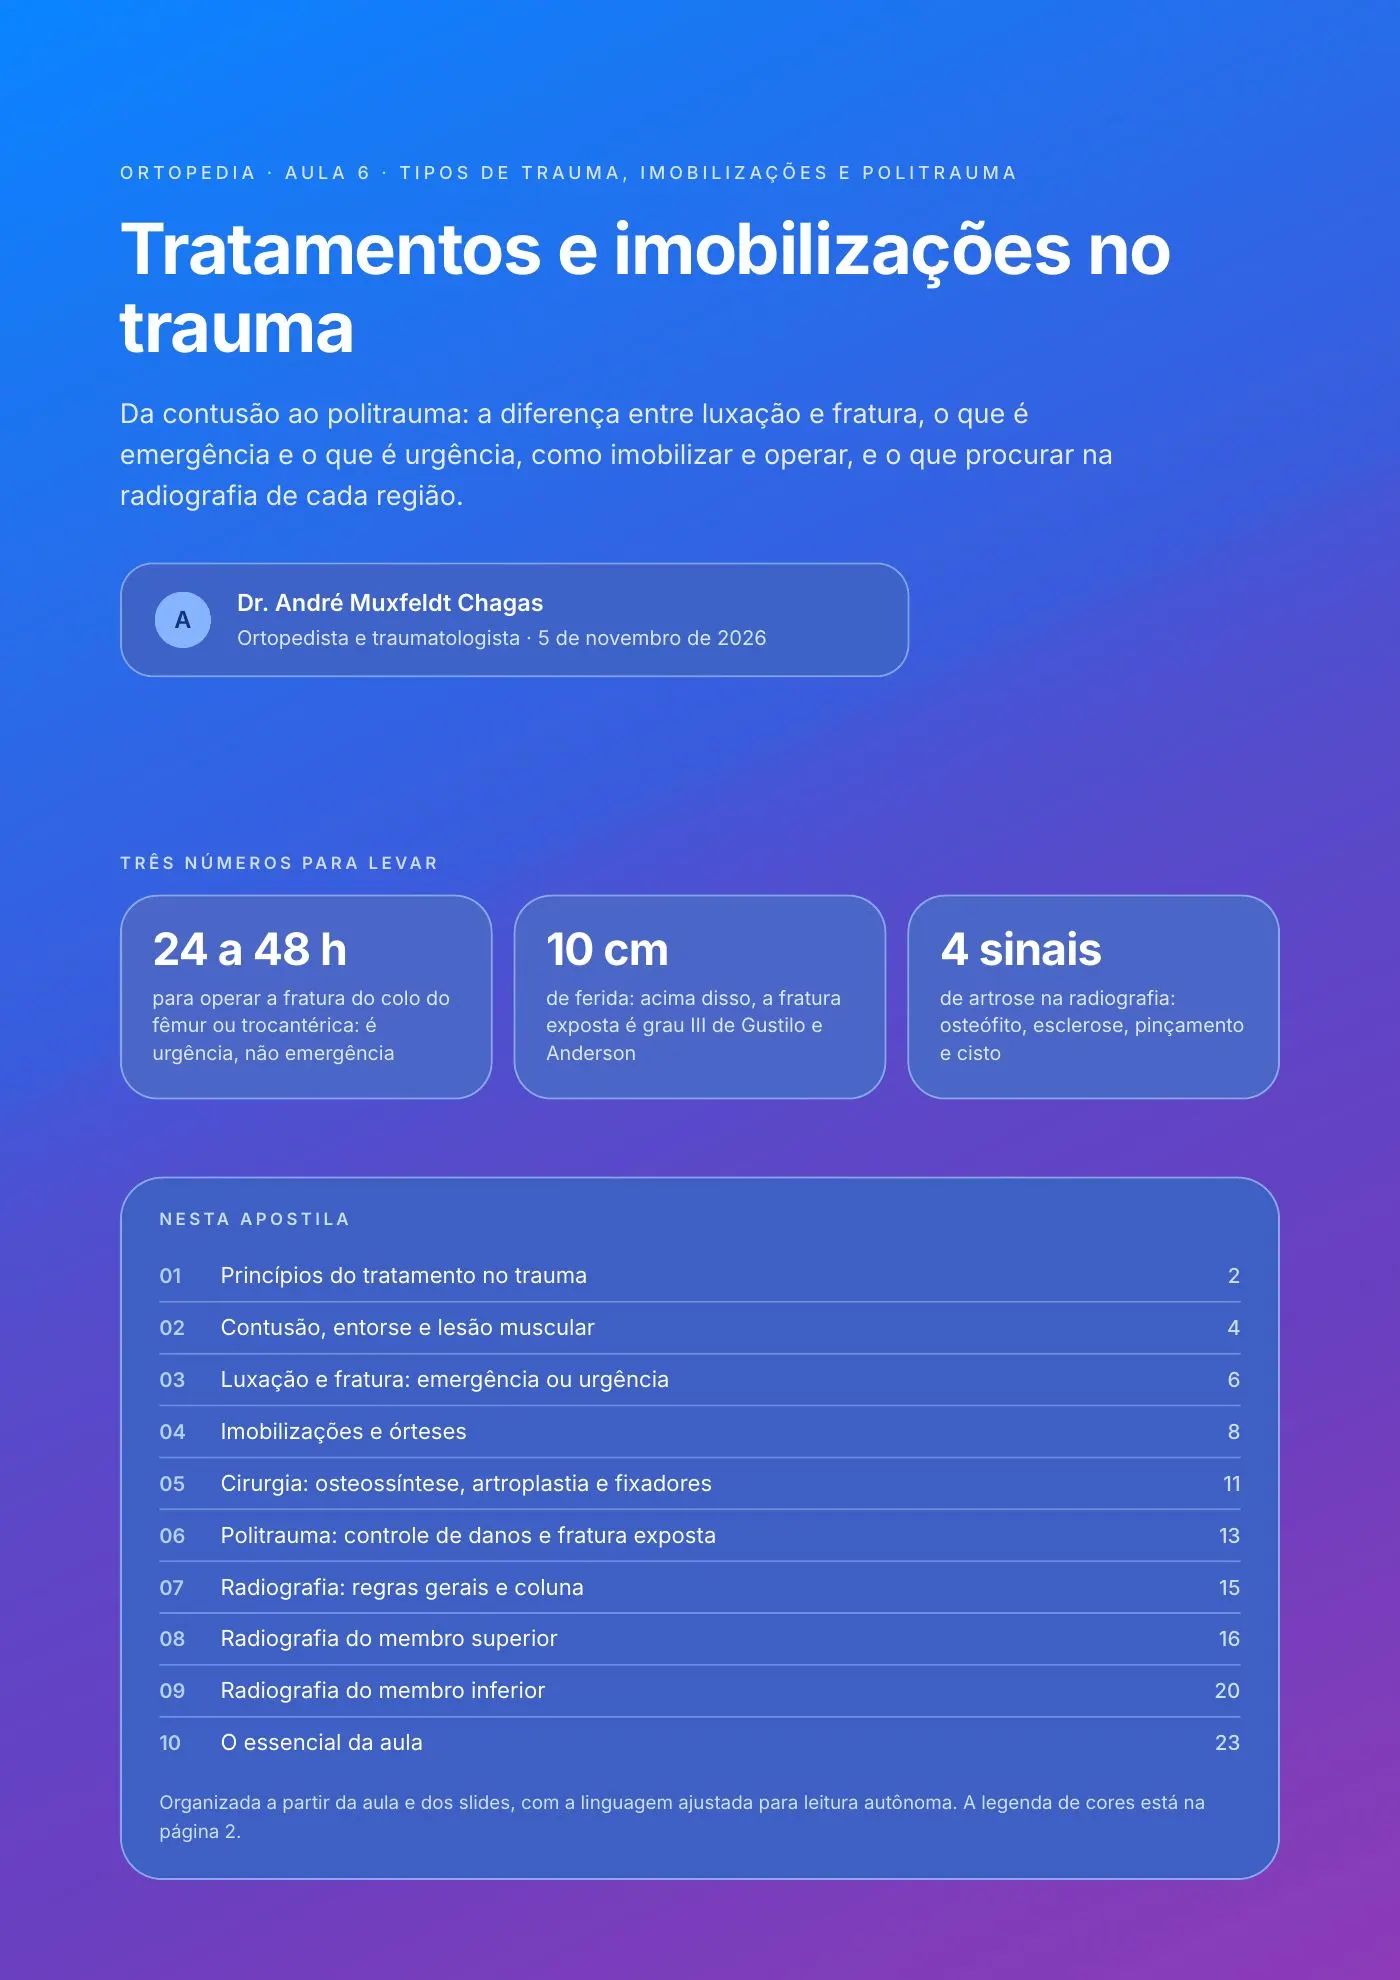 ORTOPEDIA · AULA 6 · TIPOS DE TRAUMA, IMOBILIZAÇÕES E POLITRAUMA
Tratamentos e imobilizações no
trauma
Da contusão ao politrauma: a diferença entre luxação e fratura, o que é
emergência e o que é urgência, como imobilizar e operar, e o que procurar na
radiografia de cada região.
A
Dr. André Muxfeldt Chagas
Ortopedista e traumatologista · 5 de novembro de 2026
TRÊS NÚMEROS PARA LEVAR
24 a 48 h
para operar a fratura do colo do
fêmur ou trocantérica: é
urgência, não emergência
10 cm
de ferida: acima disso, a fratura
exposta é grau III de Gustilo e
Anderson
4 sinais
de artrose na radiografia:
osteófito, esclerose, pinçamento
e cisto
NESTA APOSTILA
01 Princípios do tratamento no trauma 2
02 Contusão, entorse e lesão muscular 4
03 Luxação e fratura: emergência ou urgência 6
04 Imobilizações e órteses 8
05 Cirurgia: osteossíntese, artroplastia e fixadores 11
06 Politrauma: controle de danos e fratura exposta 13
07 Radiografia: regras gerais e coluna 15
08 Radiografia do membro superior 16
09 Radiografia do membro inferior 20
10 O essencial da aula 23
Organizada a partir da aula e dos slides, com a linguagem ajustada para leitura autônoma. A legenda de cores está na
página 2.